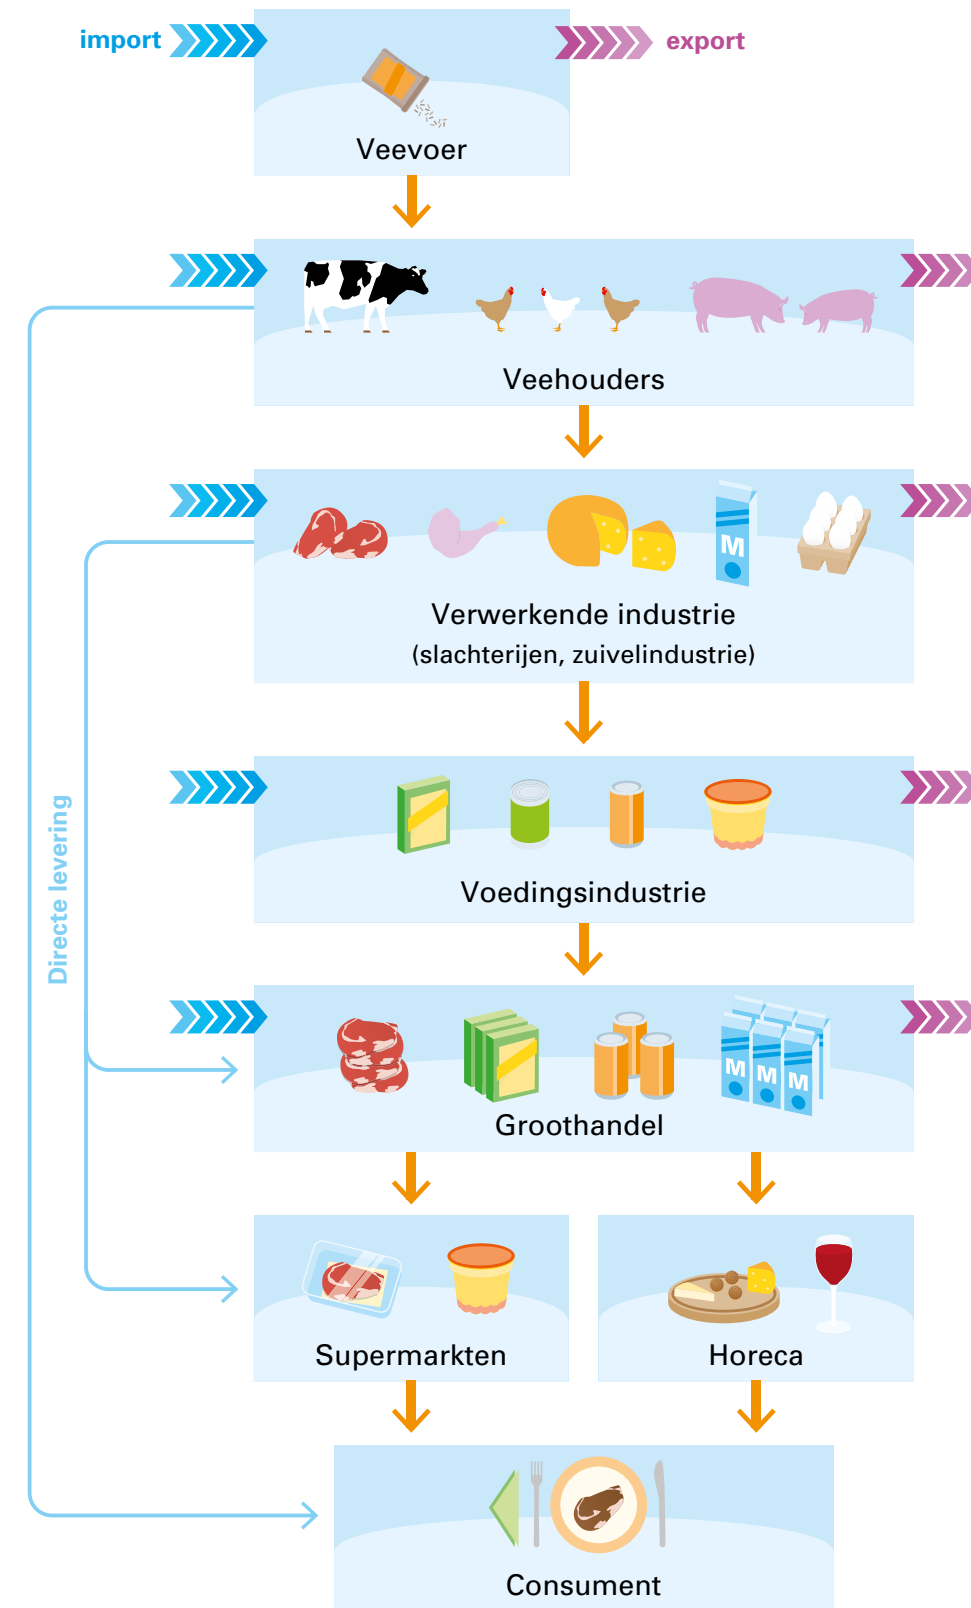 import
export
Veevoer
Veehouders
Verwerkende industrie
(slachterijen, zuivelindustrie)
M
Voedingsindustrie
Directe levering
M M M
Groothandel
Supermarkten
Horeca
Consument